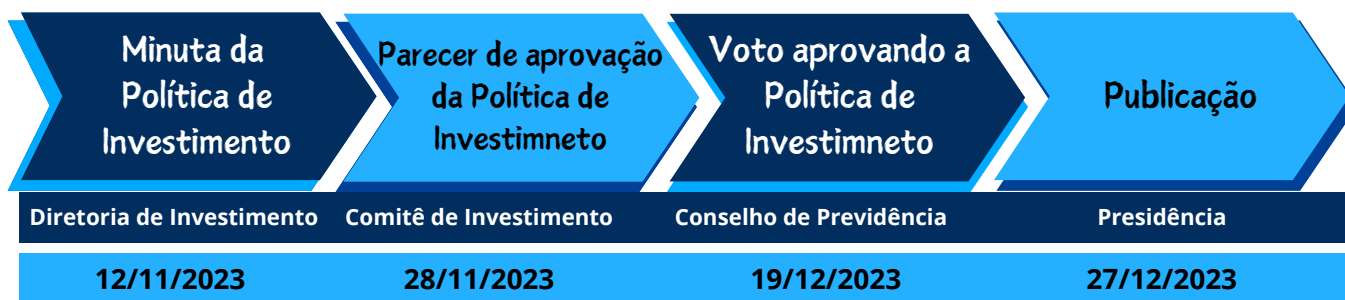 Minuta da
Política de
Investimento
Parecer de aprovação
da Política de
Investimneto
Voto aprovando a
Política de
Investimneto
Publicação
Diretoria de Investimento
Comitê de Investimento
Conselho de Previdência
Presidência
12/11/2023
28/11/2023
19/12/2023
27/12/2023